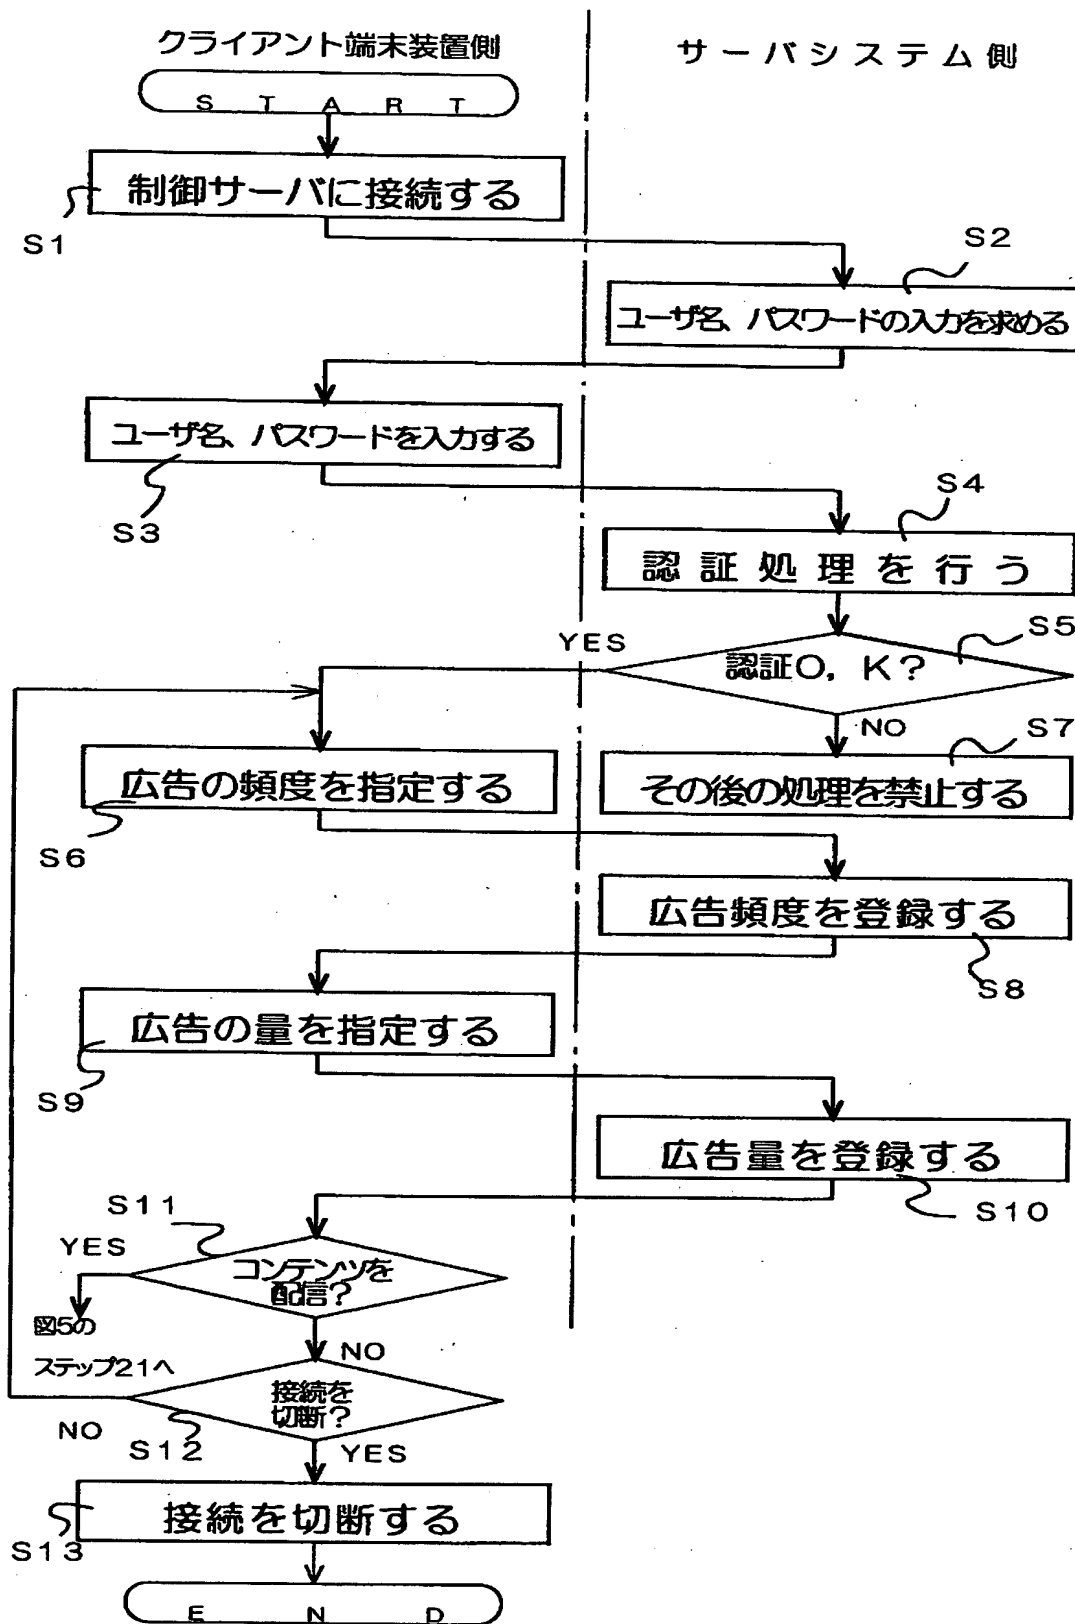 クライアント端末装置側
サーバシステム側
START
制御サーバに接続する
S1
S2
ユーザ名、パスワードの入力を求める
ユーザ名、パスワードを入力する
S3
S4
認証処理を行う
S5
YES
認証O, K?
NO
S7
広告の頻度を指定する
その後の処理を禁止する
S6
広告頻度を登録する
S8
広告の量を指定する
S9
広告量を登録する
S10
S11
YES
コンテンツを
配信?
図5の
ステップ21へ
NO
接続を
切断?
NO
S12
YES
接続を切断する
S13
END